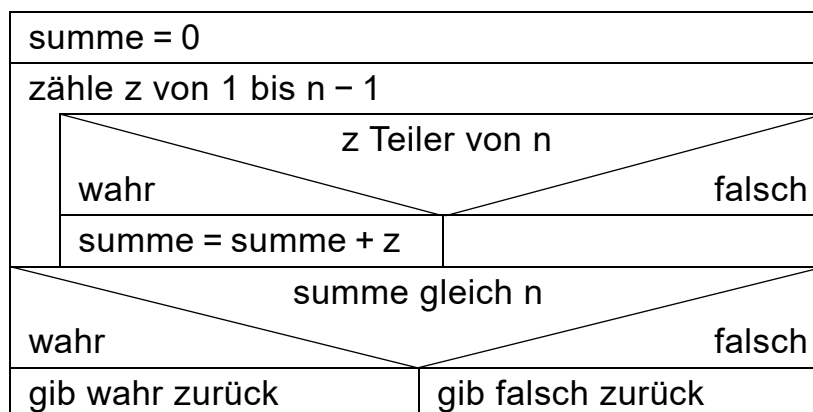 summe = 0
zähle z von 1 bis n − 1
z Teiler von n
wahr falsch
summe = summe + z
summe gleich n
wahr falsch
gib wahr zurück gib falsch zurück